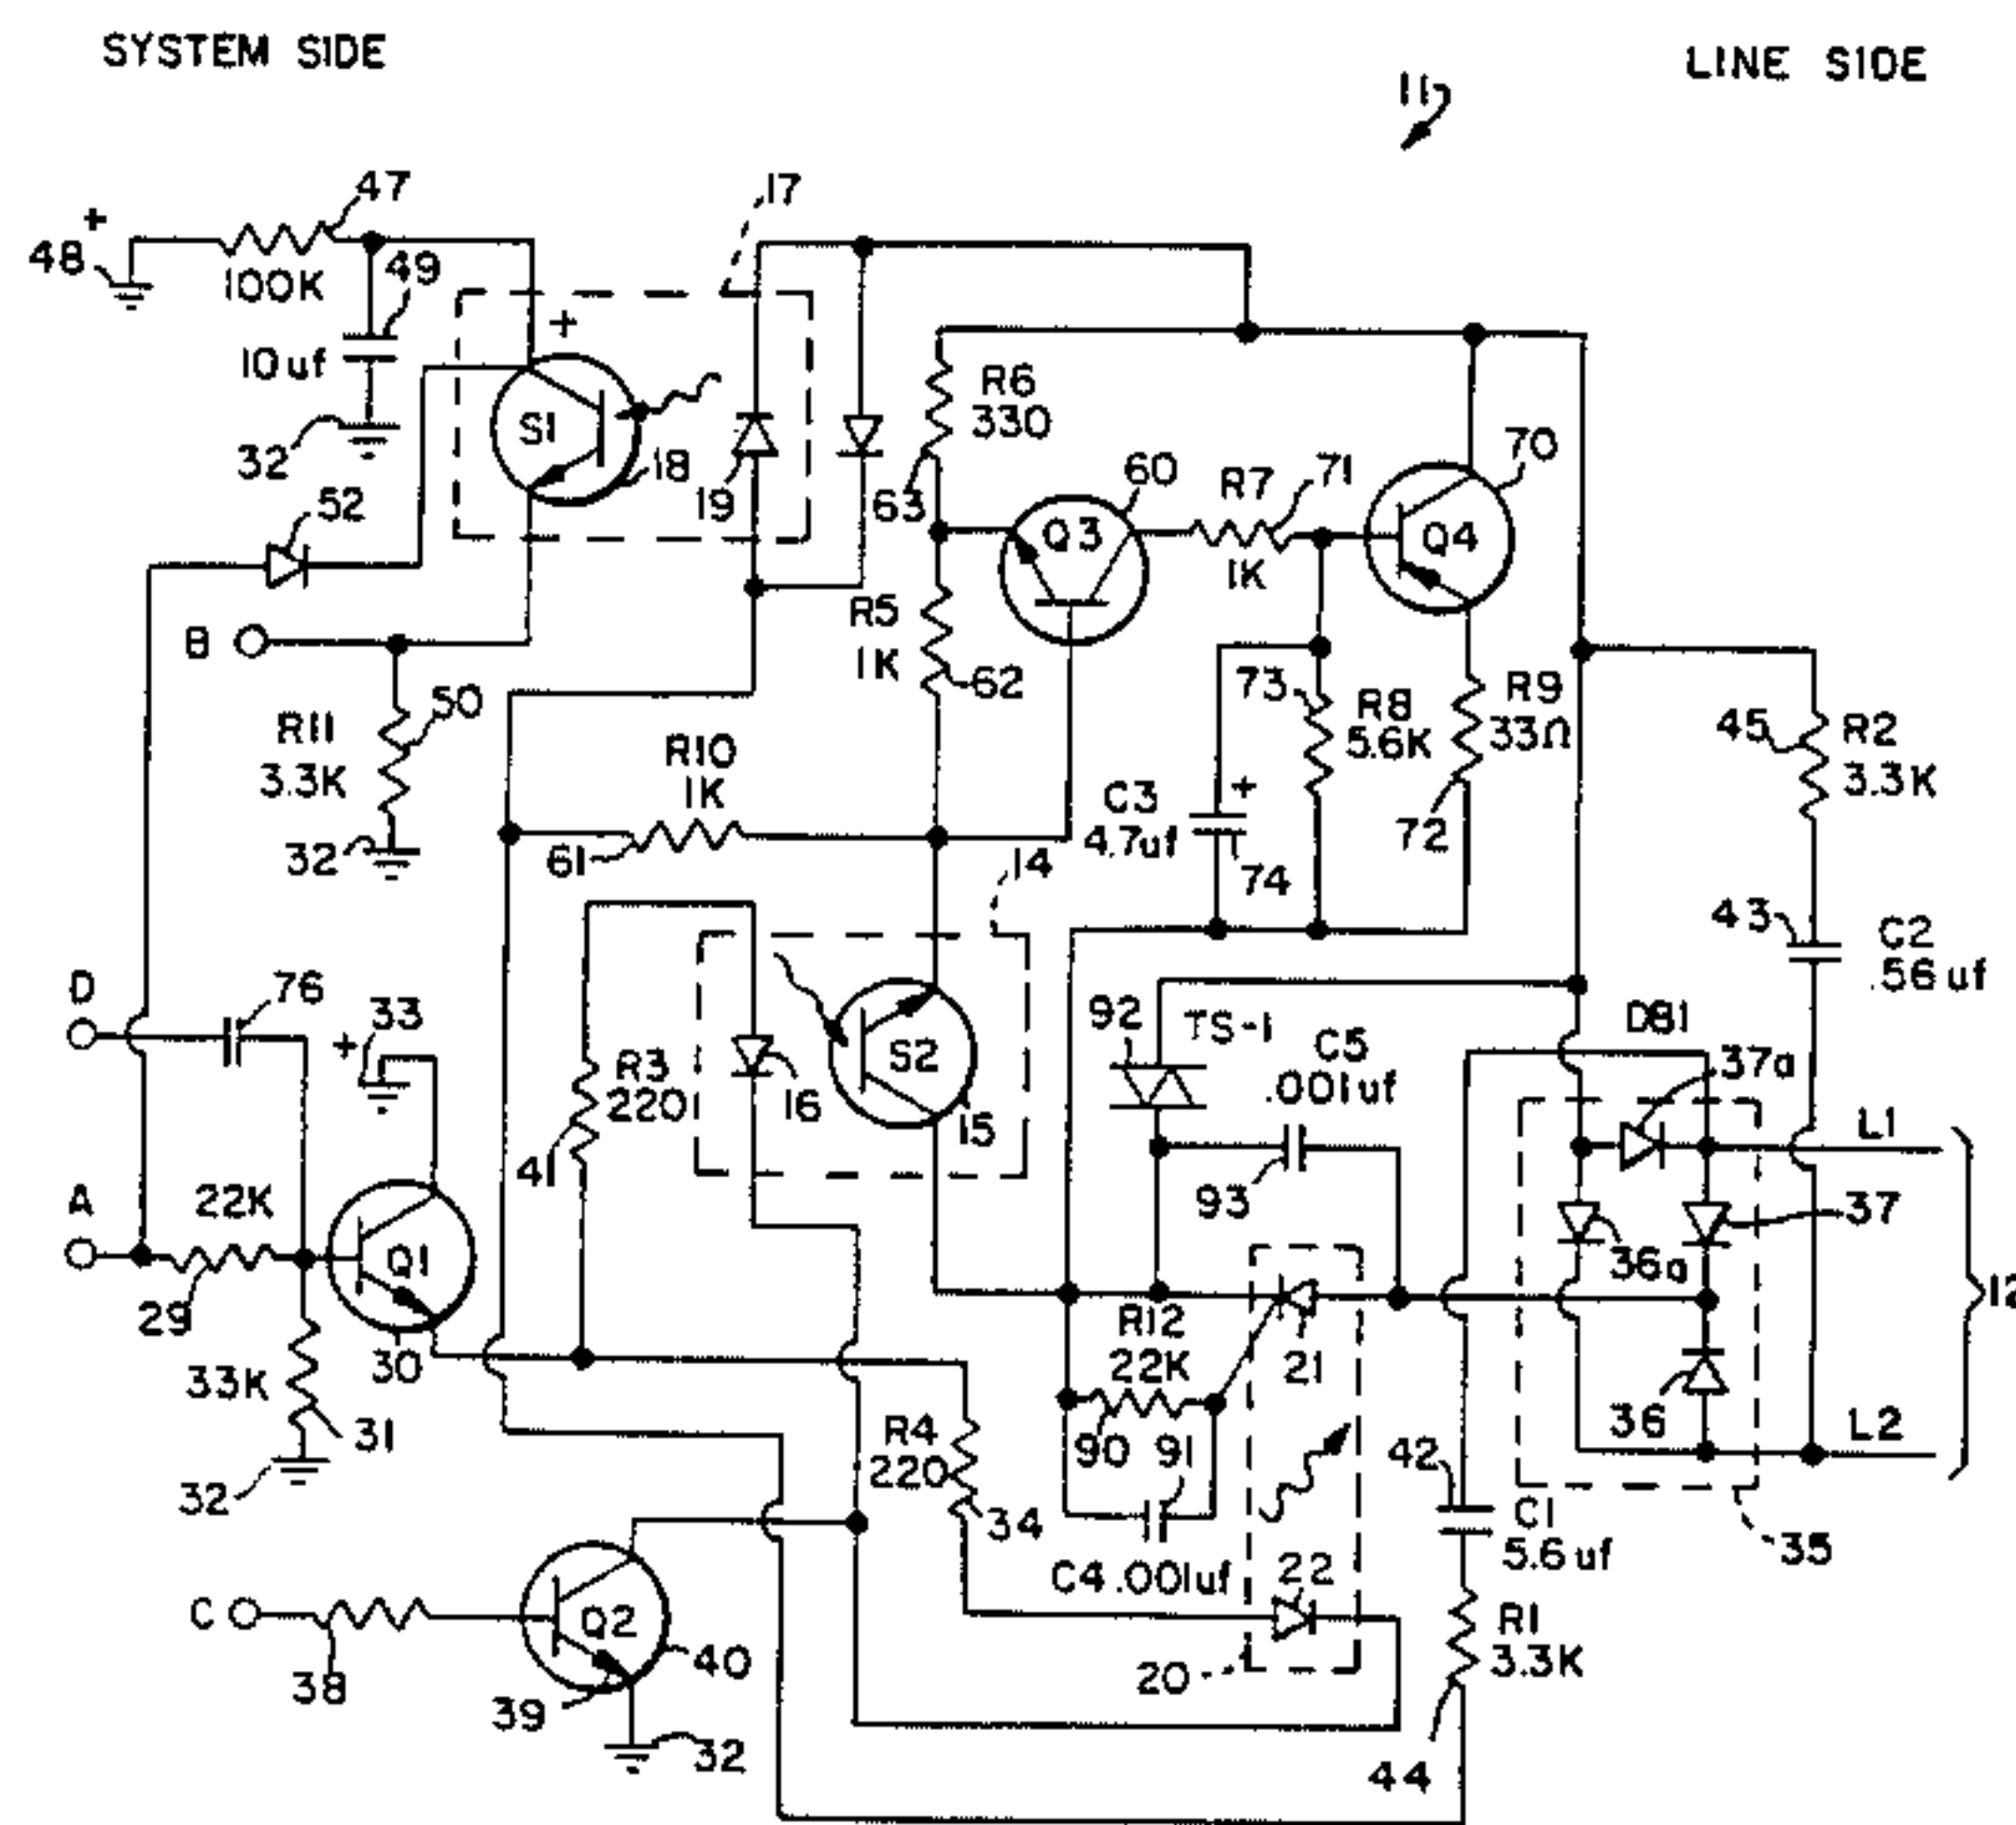 SYSTEM SIDE
LINE SIDE
11
47
17
+
48
100K
49
10uf
+
32
S1
18
19
52
R6
330
63
60
Q3
R7
71
1K
70
Q4
B
R5
1K
62
50
R11
3.3K
32
R10
1K
61
73
R8
5.6K
R9
33Ω
72
45
R2
3.3K
C3
4.7uf
+
74
14
43
C2
.56uf
D
76
+
33
R3
220
41
16
S2
15
92
TS-1
C5
.001uf
93
DB1
37a
L1
A
22K
29
Q1
30
36a
37
12
R12
22K
21
33K
31
32
90
91
36
L2
R4
220
34
42
C1
5.6uf
35
C4 .001uf
22
C
38
Q2
39
40
32
20
R1
3.3K
44